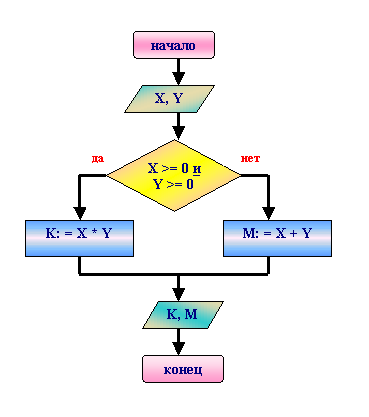 начало
X, Y
да
нет
X >= 0 и
Y >= 0
K: = X * Y
M: = X + Y
K, M
конец